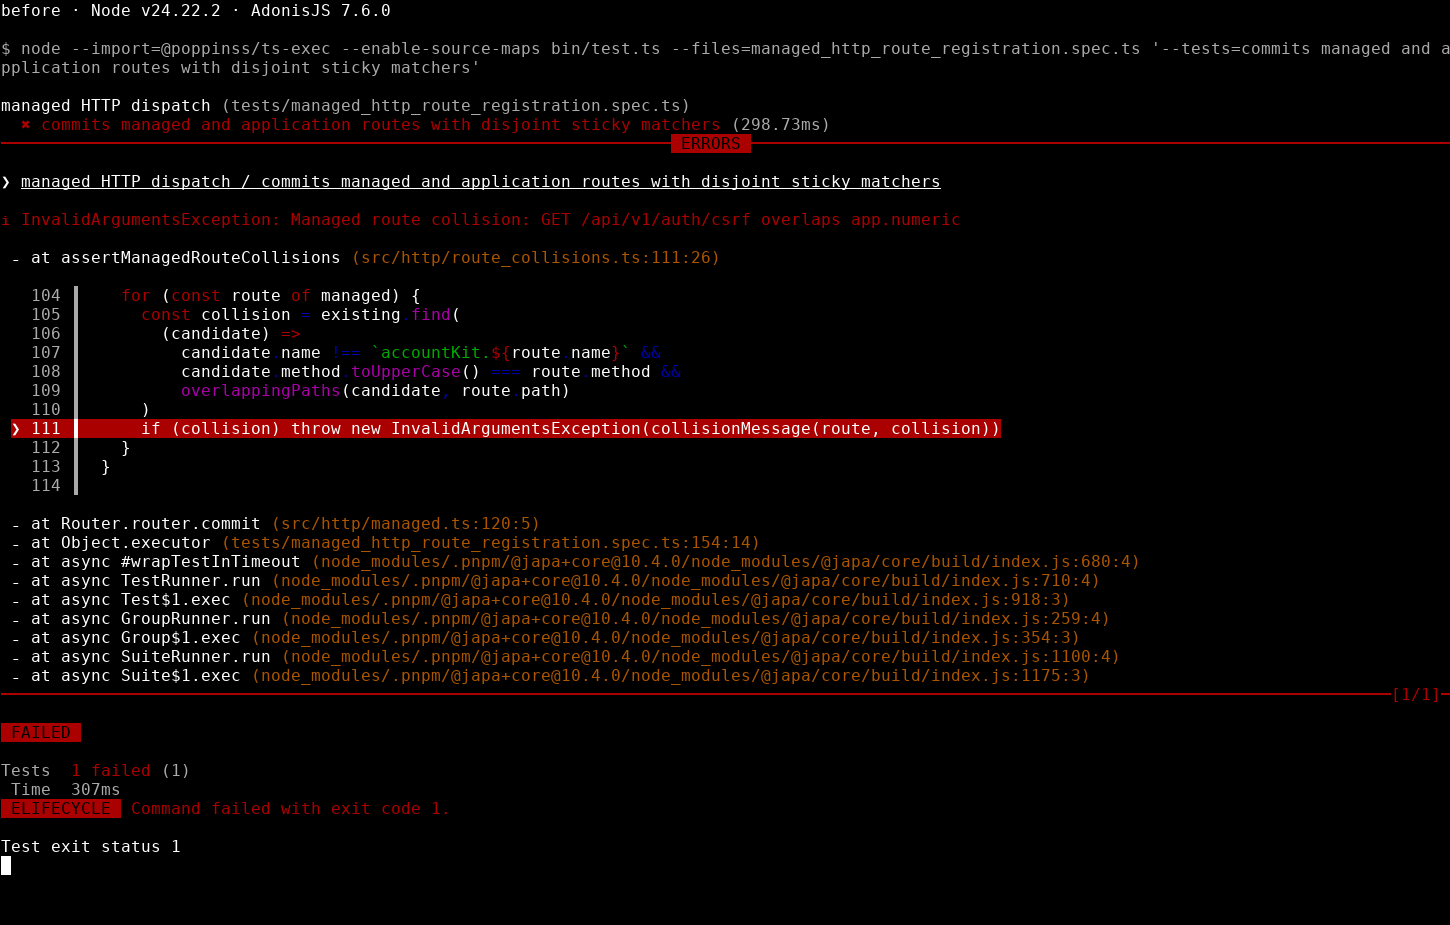 before · Node v24.22.2 · AdonisJS 7.6.0
$ node --import=@poppinss/ts-exec --enable-source-maps bin/test.ts --files=managed_http_route_registration.spec.ts '--tests=commits managed and a
pplication routes with disjoint sticky matchers'
managed HTTP dispatch (tests/managed_http_route_registration.spec.ts)
✖ commits managed and application routes with disjoint sticky matchers (298.73ms)
ERRORS
❯ managed HTTP dispatch / commits managed and application routes with disjoint sticky matchers
ℹ InvalidArgumentsException: Managed route collision: GET /api/v1/auth/csrf overlaps app.numeric
⁃ at assertManagedRouteCollisions (src/http/route_collisions.ts:111:26)
104 ┃     for (const route of managed) {
105 ┃       const collision = existing.find(
106 ┃         (candidate) =>
107 ┃           candidate.name !== `accountKit.${route.name}` &&
108 ┃           candidate.method.toUpperCase() === route.method &&
109 ┃           overlappingPaths(candidate, route.path)
110 ┃       )
❯ 111 ┃       if (collision) throw new InvalidArgumentsException(collisionMessage(route, collision))
112 ┃     }
113 ┃   }
114 ┃
⁃ at Router.router.commit (src/http/managed.ts:120:5)
⁃ at Object.executor (tests/managed_http_route_registration.spec.ts:154:14)
⁃ at async #wrapTestInTimeout (node_modules/.pnpm/@japa+core@10.4.0/node_modules/@japa/core/build/index.js:680:4)
⁃ at async TestRunner.run (node_modules/.pnpm/@japa+core@10.4.0/node_modules/@japa/core/build/index.js:710:4)
⁃ at async Test$1.exec (node_modules/.pnpm/@japa+core@10.4.0/node_modules/@japa/core/build/index.js:918:3)
⁃ at async GroupRunner.run (node_modules/.pnpm/@japa+core@10.4.0/node_modules/@japa/core/build/index.js:259:4)
⁃ at async Group$1.exec (node_modules/.pnpm/@japa+core@10.4.0/node_modules/@japa/core/build/index.js:354:3)
⁃ at async SuiteRunner.run (node_modules/.pnpm/@japa+core@10.4.0/node_modules/@japa/core/build/index.js:1100:4)
⁃ at async Suite$1.exec (node_modules/.pnpm/@japa+core@10.4.0/node_modules/@japa/core/build/index.js:1175:3)
[1/1]
FAILED
Tests  1 failed (1)
Time  307ms
ELIFECYCLE  Command failed with exit code 1.
Test exit status 1